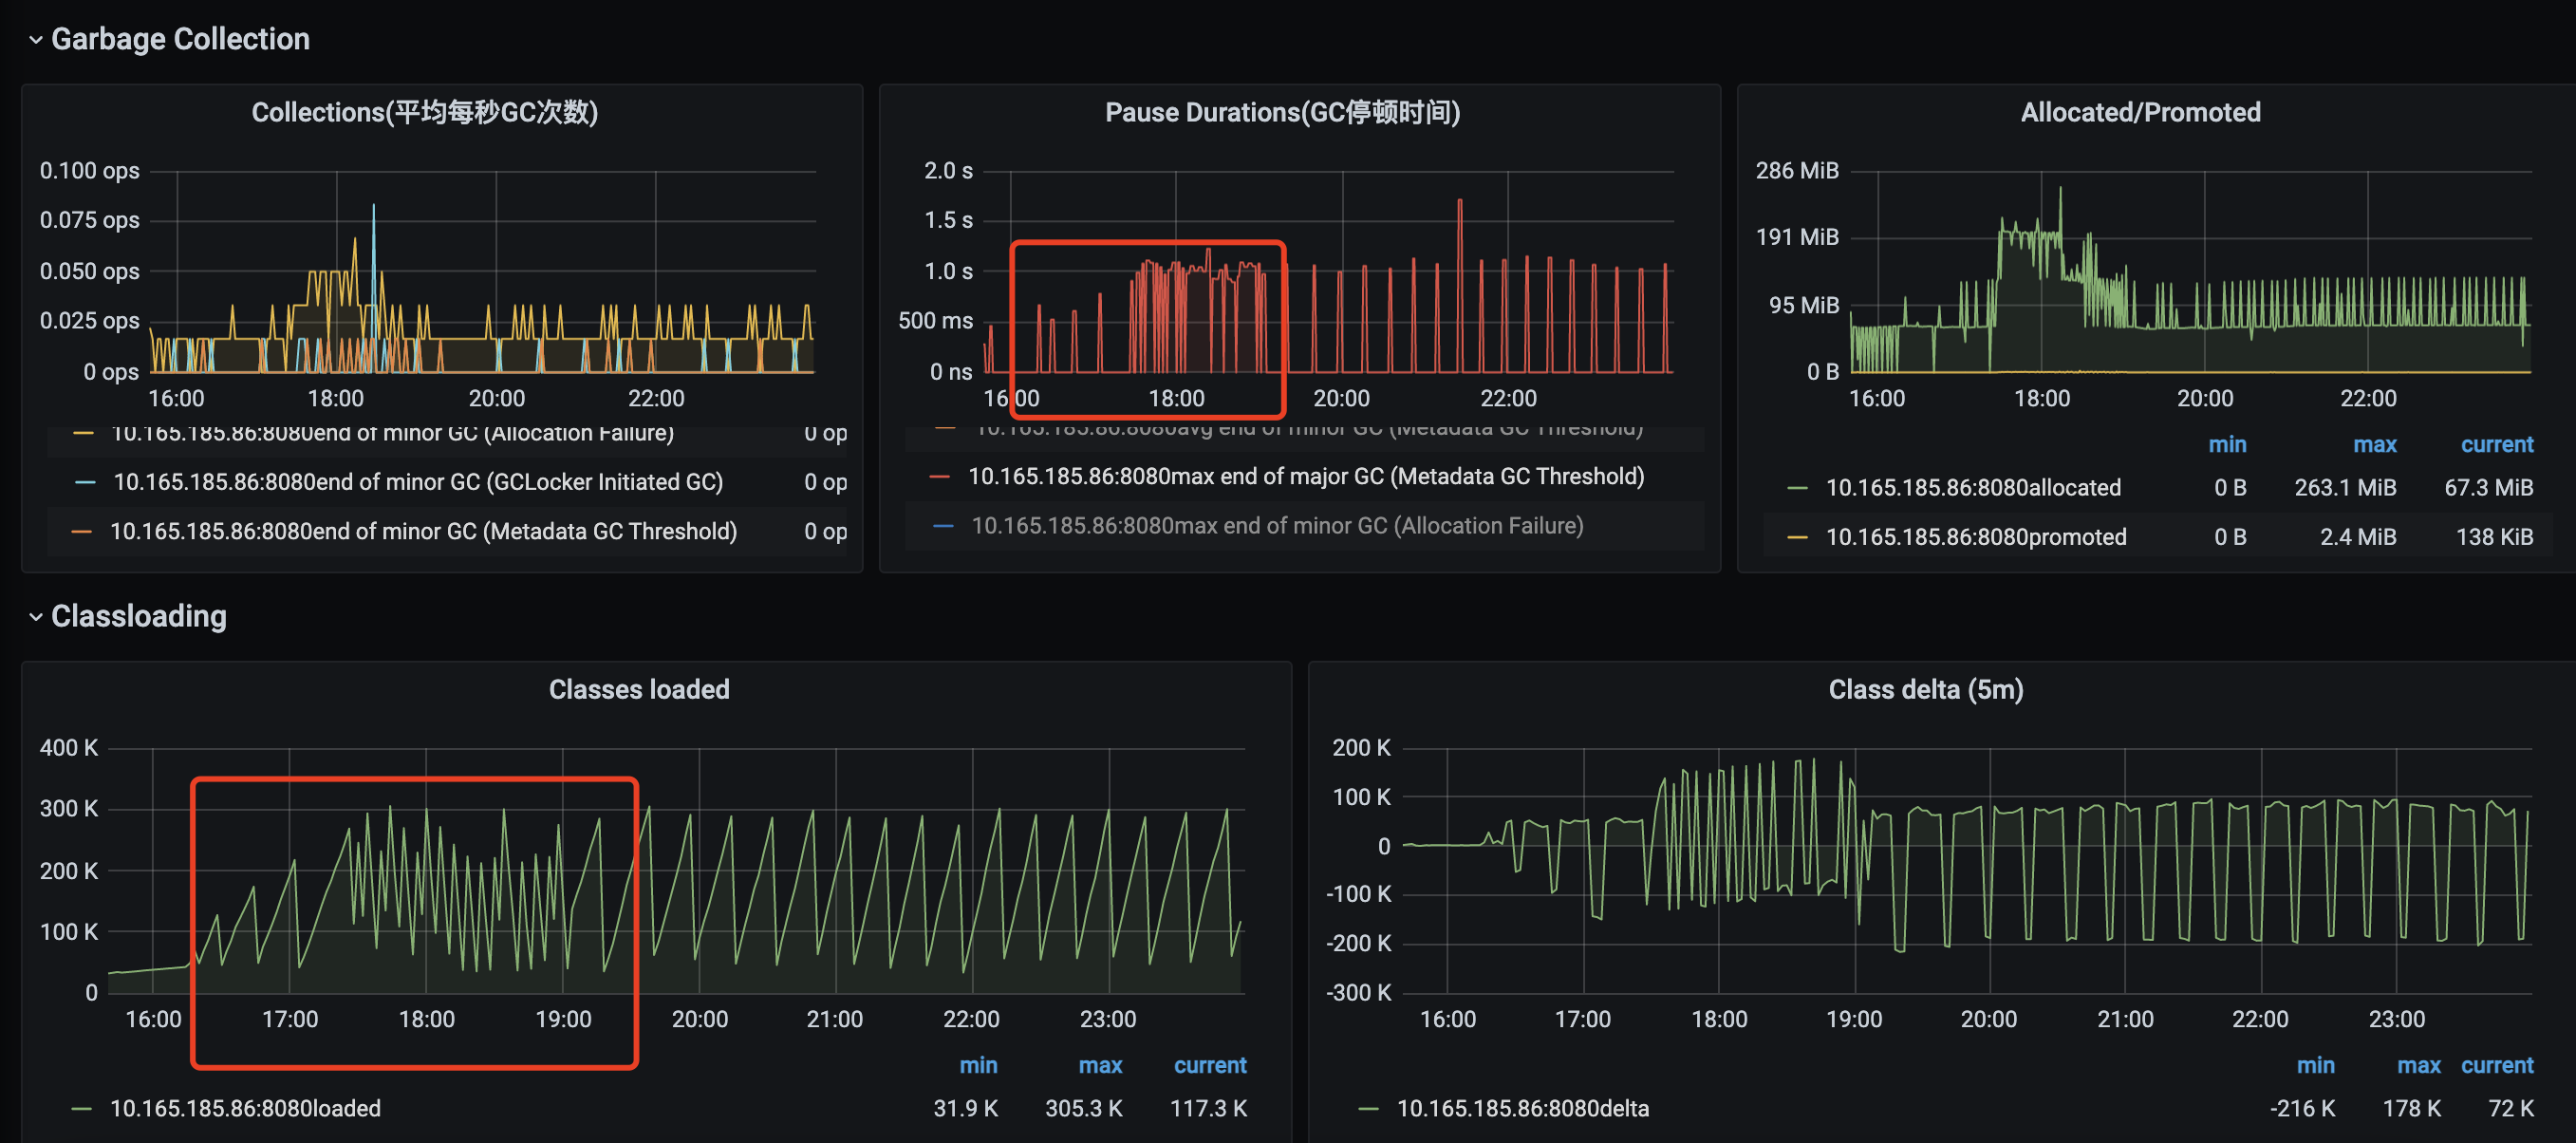 Garbage Collection
Collections(平均每秒GC次数)
0.100 ops
0.075 ops
0.050 ops
0.025 ops
0 ops
16:00 18:00 20:00 22:00
10.165.185.86:8080end of minor GC (Allocation Failure) 0 op
10.165.185.86:8080end of minor GC (GCLocker Initiated GC) 0 op
10.165.185.86:8080end of minor GC (Metadata GC Threshold) 0 op
Pause Durations(GC停顿时间)
2.0 s
1.5 s
1.0 s
500 ms
0 ns
16:00 18:00 20:00 22:00
10.165.185.86:8080avg end of minor GC (Metadata GC Threshold)
10.165.185.86:8080max end of major GC (Metadata GC Threshold)
10.165.185.86:8080max end of minor GC (Allocation Failure)
Allocated/Promoted
286 MiB
191 MiB
95 MiB
0 B
16:00 18:00 20:00 22:00
min max current
10.165.185.86:8080allocated 0 B 263.1 MiB 67.3 MiB
10.165.185.86:8080promoted 0 B 2.4 MiB 138 KiB
Classloading
Classes loaded
400 K
300 K
200 K
100 K
0
16:00 17:00 18:00 19:00 20:00 21:00 22:00 23:00
min max current
10.165.185.86:8080loaded 31.9 K 305.3 K 117.3 K
Class delta (5m)
200 K
100 K
0
-100 K
-200 K
-300 K
16:00 17:00 18:00 19:00 20:00 21:00 22:00 23:00
min max current
10.165.185.86:8080delta -216 K 178 K 72 K